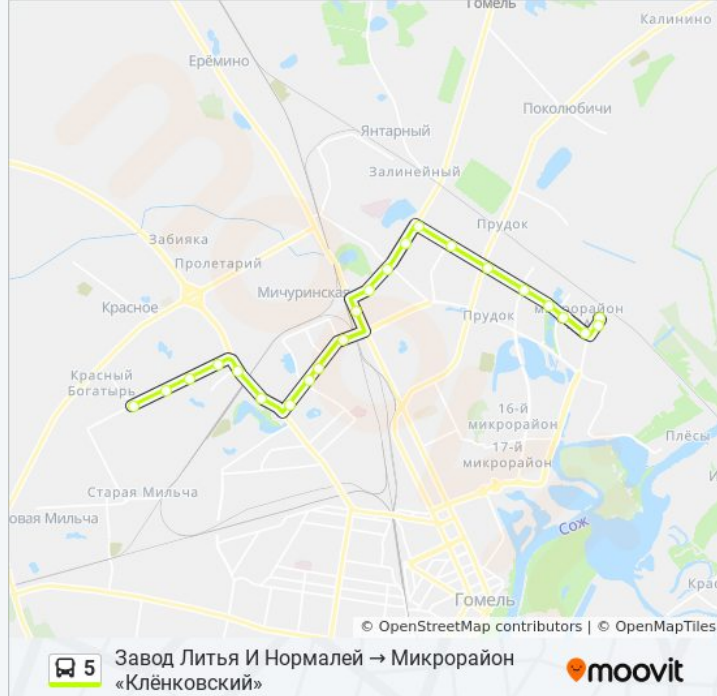 Гомель
Калинино
Ерёмино
Поколюбичи
Янтарный
Залинейный
Прудок
Забияка
Пролетарий
Мичуринская
Красное
Прудок
микрорайон
Красный
Богатырь
16-й
микрорайон
17-й
микрорайон
Плёсы
Старая Мильча
овая Мильча
Сож
Крас
Гомель
© OpenStreetMap contributors | © OpenMapTiles
5 Завод Литья И Нормалей → Микрорайон
«Клёнковский»
moovit